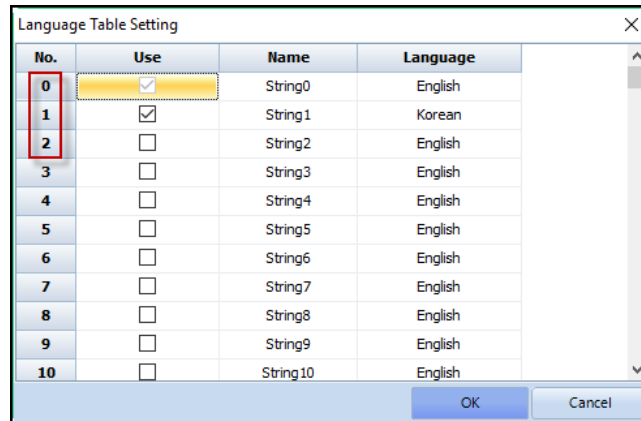 Language Table Setting
No. Use Name Language
0 String0 English
1 String1 Korean
2 String2 English
3 String3 English
4 String4 English
5 String5 English
6 String6 English
7 String7 English
8 String8 English
9 String9 English
10 String10 English
OK Cancel